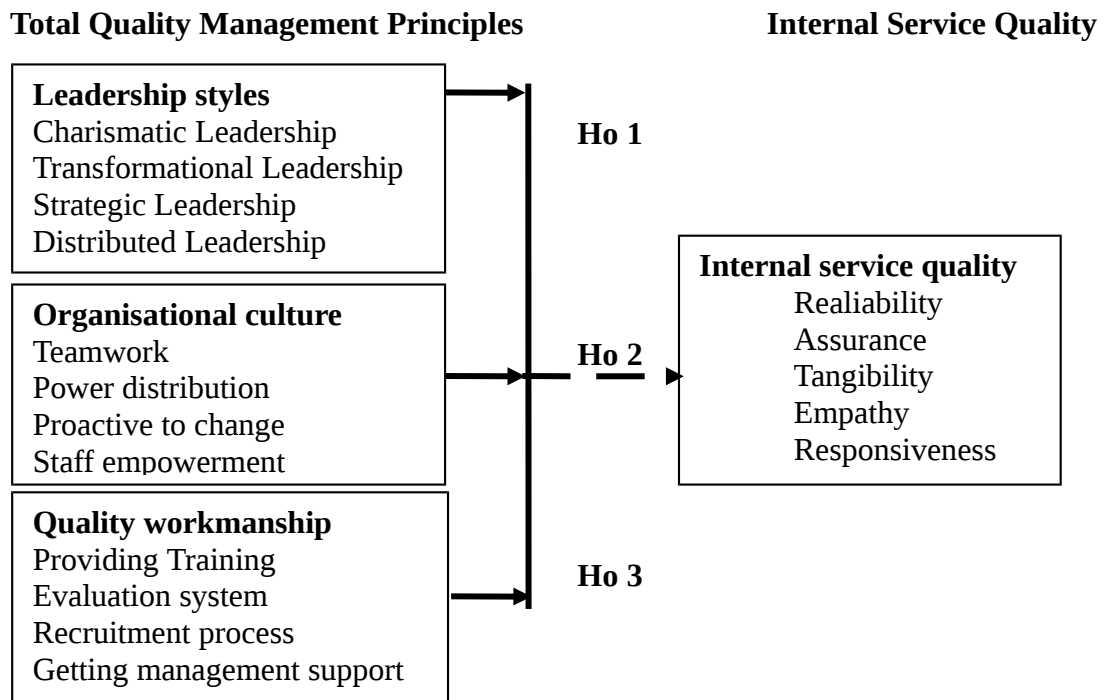 Total Quality Management Principles
Internal Service Quality
Leadership styles
Charismatic Leadership
Transformational Leadership
Strategic Leadership
Distributed Leadership
Organisational culture
Teamwork
Power distribution
Proactive to change
Staff empowerment
Quality workmanship
Providing Training
Evaluation system
Recruitment process
Getting management support
Ho 1
Ho 2
Ho 3
Internal service quality
Realiability
Assurance
Tangibility
Empathy
Responsiveness